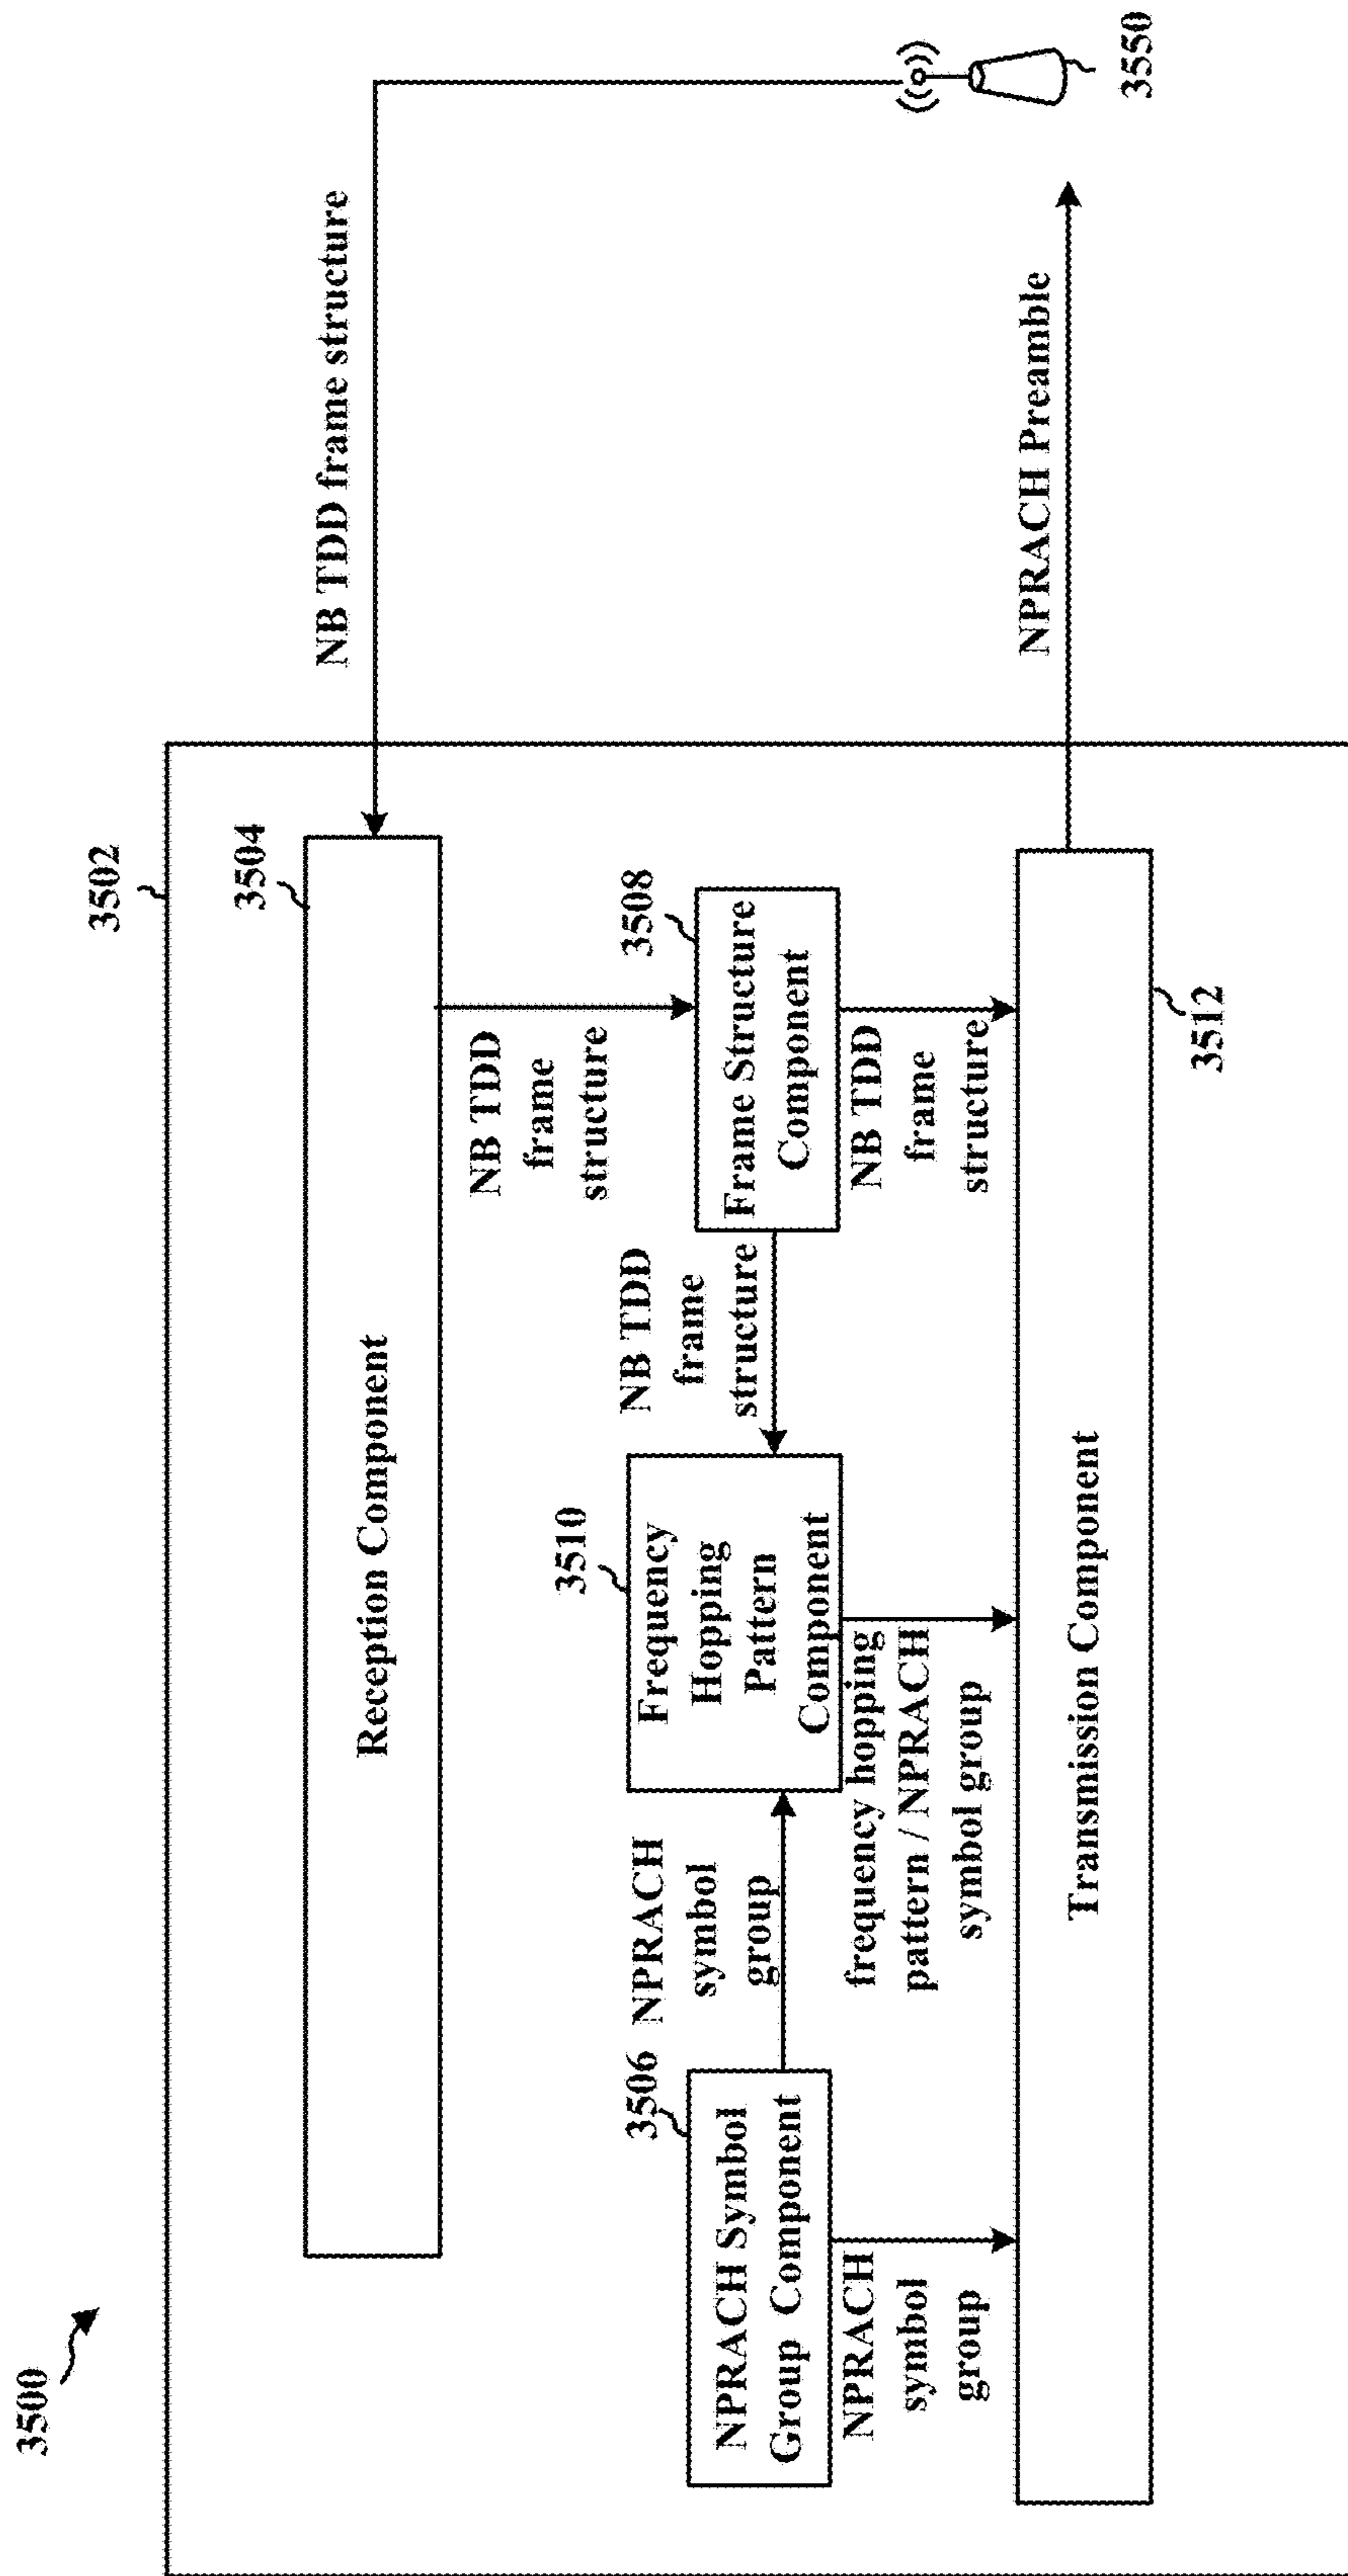 3500
3502
3504
Reception Component
NB TDD frame structure
3550
NB TDD
frame
structure
3508
Frame Structure
Component
NB TDD
frame
structure
3510
Frequency
Hopping
Pattern
Component
3506
NPRACH Symbol
Group Component
NPRACH
symbol
group
NPRACH
symbol
group
frequency hopping
pattern / NPRACH
symbol group
NB TDD
frame
structure
Transmission Component
3512
NPRACH Preamble